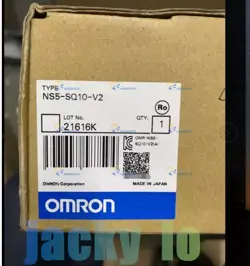 TYPE
NS5-SQ10-V2
LOT No.
QTY.
21616K
1
Ro
OMRON Corporation
MADE IN JAPAN
OMRON
jacky lo